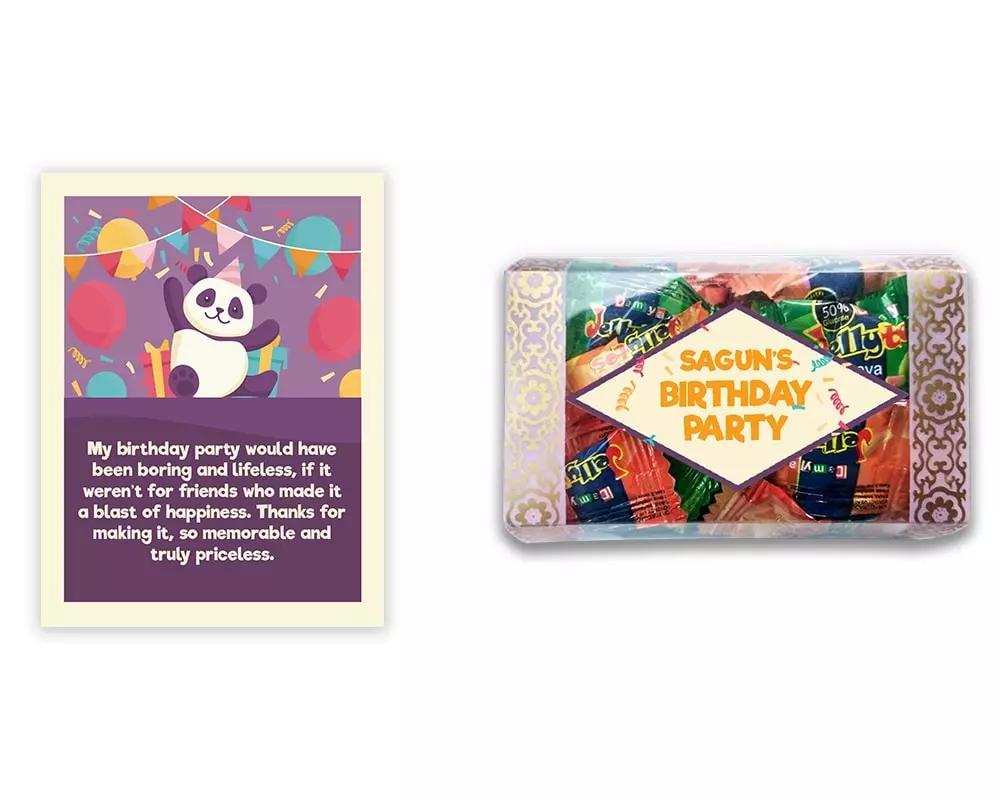 My birthday party would have
been boring and lifeless, if it
weren't for friends who made it
a blast of happiness. Thanks for
making it, so memorable and
truly priceless.
SAGUN'S
BIRTHDAY
PARTY
50%